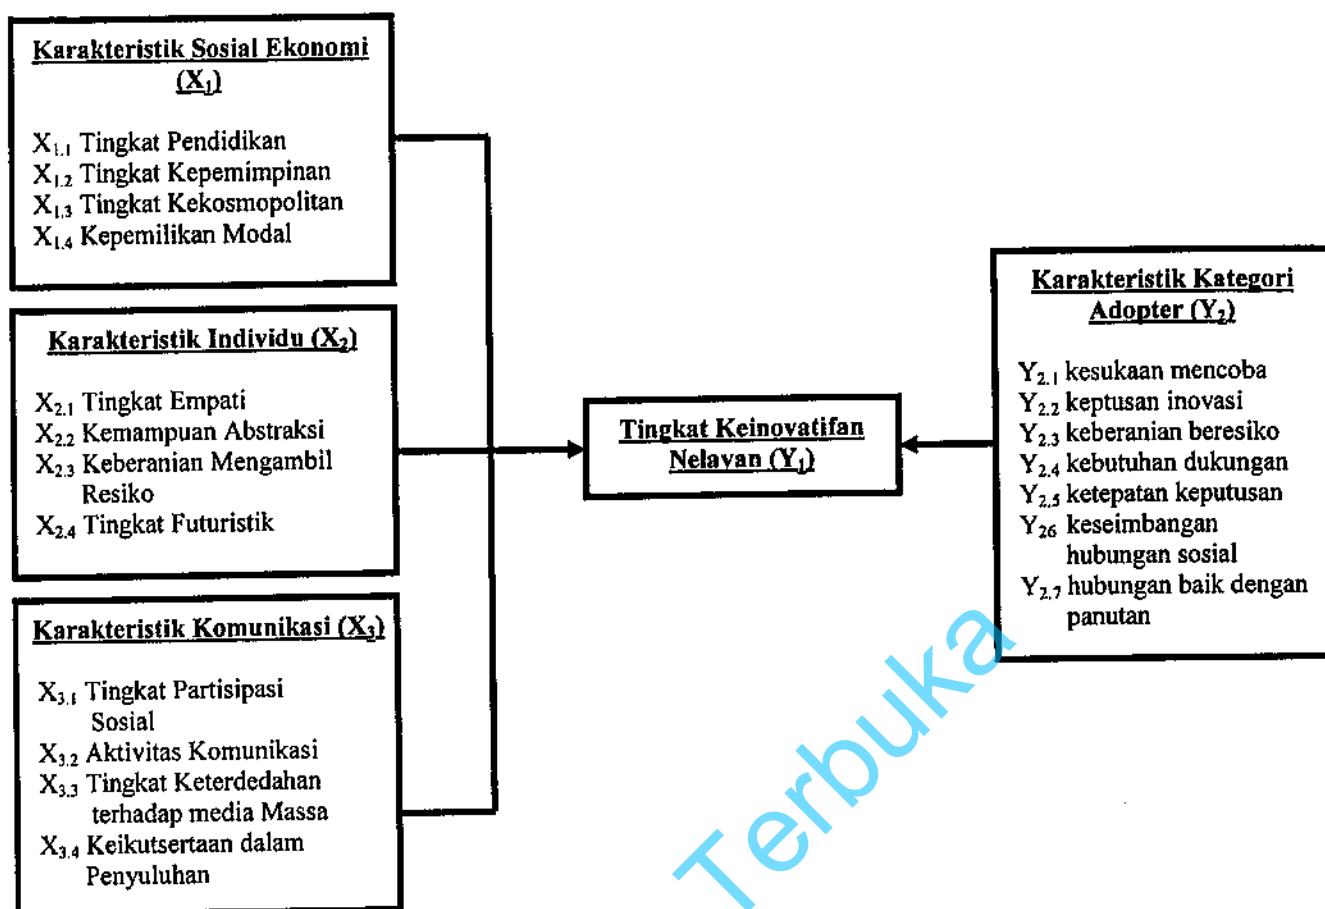 Karakteristik Sosial Ekonomi
(X₁)
X₁.₁ Tingkat Pendidikan
X₁.₂ Tingkat Kepemimpinan
X₁.₃ Tingkat Kekosmopolitan
X₁.₄ Kepemilikan Modal
Karakteristik Individu (X₂)
X₂.₁ Tingkat Empati
X₂.₂ Kemampuan Abstraksi
X₂.₃ Keberanian Mengambil
Resiko
X₂.₄ Tingkat Futuristik
Karakteristik Komunikasi (X₃)
X₃.₁ Tingkat Partisipasi
Sosial
X₃.₂ Aktivitas Komunikasi
X₃.₃ Tingkat Keterdedahan
terhadap media Massa
X₃.₄ Keikutsertaan dalam
Penyuluhan
Tingkat Keinovatifan
Nelayan (Y₁)
Karakteristik Kategori
Adopter (Y₂)
Y₂.₁ kesukaan mencoba
Y₂.₂ keptusan inovasi
Y₂.₃ keberanian beresiko
Y₂.₄ kebutuhan dukungan
Y₂.₅ ketepatan keputusan
Y₂₆ keseimbangan
hubungan sosial
Y₂.₇ hubungan baik dengan
panutan
Terbuka